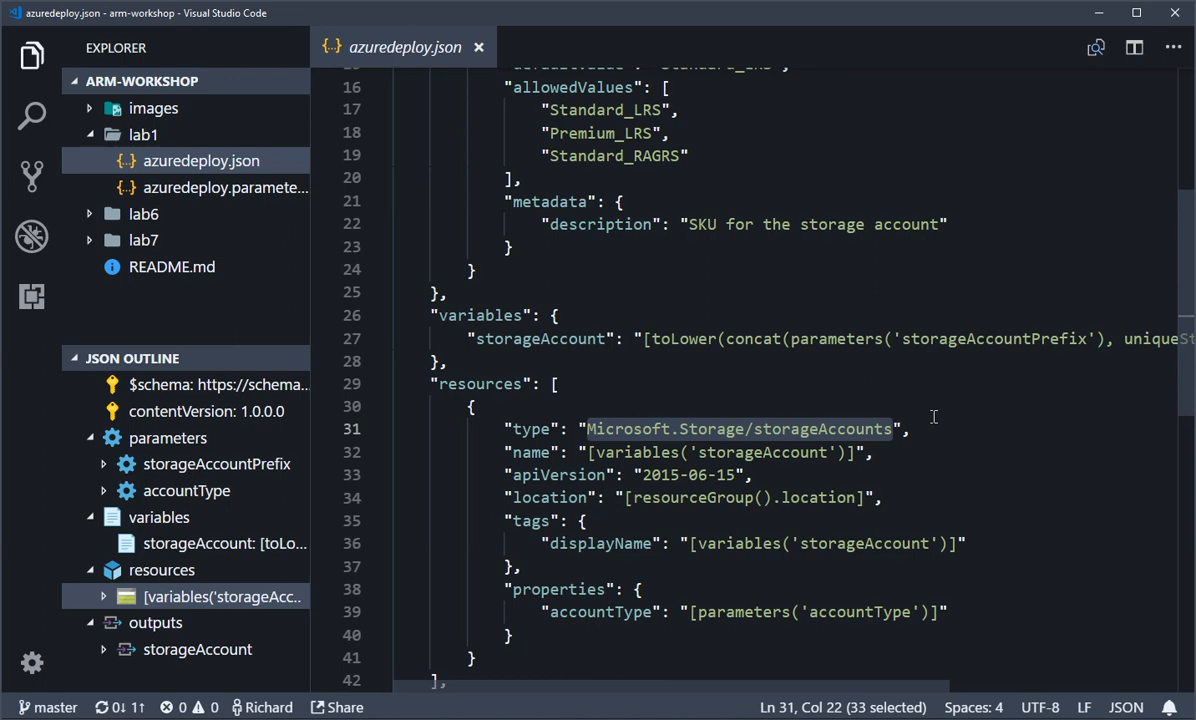 azuredeploy.json - arm-workshop - Visual Studio Code
EXPLORER
ARM-WORKSHOP
images
lab1
azuredeploy.json
azuredeploy.paramete...
lab6
lab7
README.md
JSON OUTLINE
$schema: https://schema...
contentVersion: 1.0.0.0
parameters
storageAccountPrefix
accountType
variables
storageAccount: [toLo...
resources
[variables('storageAcc..
outputs
storageAccount
azuredeploy.json
16 "allowedValues": [
17 "Standard_LRS",
18 "Premium_LRS",
19 "Standard_RAGRS"
20 ],
21 "metadata": {
22 "description": "SKU for the storage account"
23 }
24 }
25 },
26 "variables": {
27 "storageAccount": "[toLower(concat(parameters('storageAccountPrefix'), uniqueSt
28 },
29 "resources": [
30 {
31 "type": "Microsoft.Storage/storageAccounts",
32 "name": "[variables('storageAccount')]",
33 "apiVersion": "2015-06-15",
34 "location": "[resourceGroup().location]",
35 "tags": {
36 "displayName": "[variables('storageAccount')]"
37 },
38 "properties": {
39 "accountType": "[parameters('accountType')]"
40 }
41 }
42 ],
master 0↓ 1↑ 0 0 Richard Share Ln 31, Col 22 (33 selected) Spaces: 4 UTF-8 LF JSON